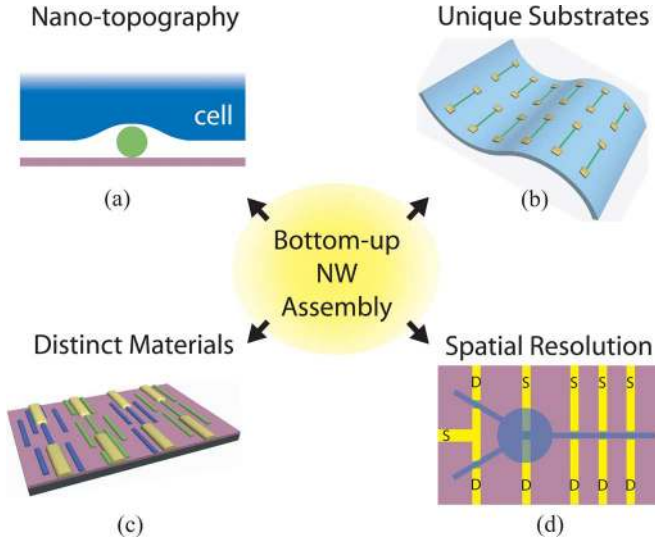 Nano-topography
Unique Substrates
cell
(a)
(b)
Bottom-up
NW
Assembly
Distinct Materials
Spatial Resolution
D
S
S
S
S
S
D
D
D
D
D
(c)
(d)